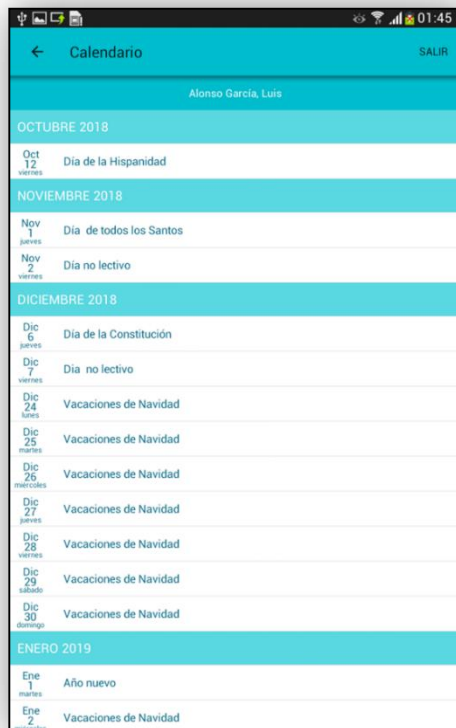 01:45
Calendario
SALIR
Alonso García, Luis
OCTUBRE 2018
Oct
12
viernes
Día de la Hispanidad
NOVIEMBRE 2018
Nov
1
jueves
Día de todos los Santos
Nov
2
viernes
Día no lectivo
DICIEMBRE 2018
Dic
6
jueves
Día de la Constitución
Dic
7
viernes
Dia no lectivo
Dic
24
lunes
Vacaciones de Navidad
Dic
25
martes
Vacaciones de Navidad
Dic
26
miércoles
Vacaciones de Navidad
Dic
27
jueves
Vacaciones de Navidad
Dic
28
viernes
Vacaciones de Navidad
Dic
29
sábado
Vacaciones de Navidad
Dic
30
domingo
Vacaciones de Navidad
ENERO 2019
Ene
1
martes
Año nuevo
Ene
2
Vacaciones de Navidad